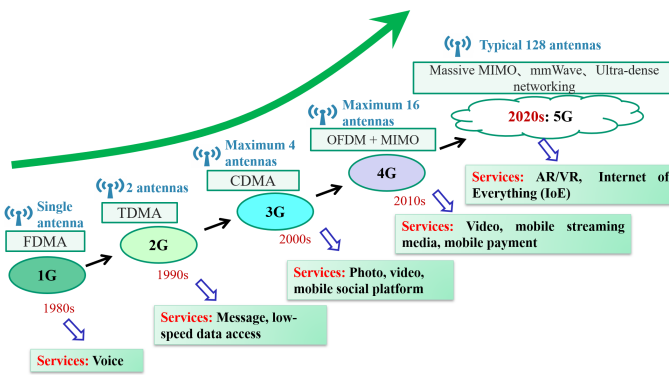 Single
antenna
FDMA
1G
1980s
Services: Voice
2 antennas
TDMA
2G
1990s
Services: Message, low-
speed data access
Maximum 4
antennas
CDMA
3G
2000s
Services: Photo, video,
mobile social platform
Maximum 16
antennas
OFDM + MIMO
4G
2010s
Services: Video, mobile streaming
media, mobile payment
Typical 128 antennas
Massive MIMO、mmWave、Ultra-dense
networking
2020s: 5G
Services: AR/VR, Internet of
Everything (IoE)